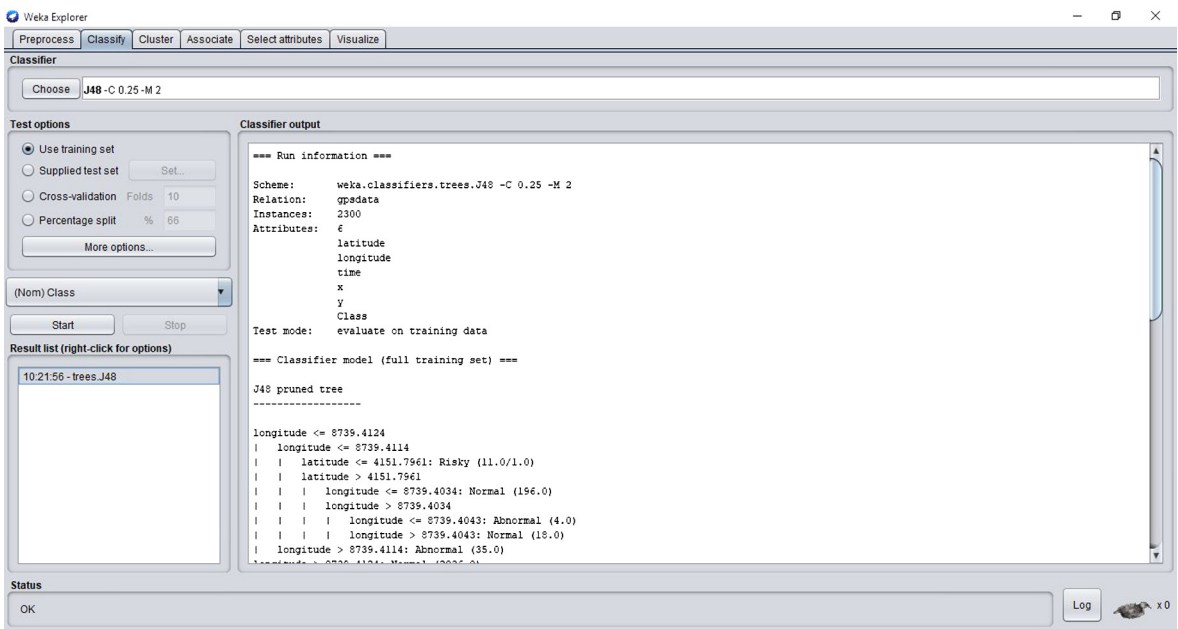 Weka Explorer
Preprocess Classify Cluster Associate Select attributes Visualize
Classifier
Choose J48 -C 0.25 -M 2
Test options
Use training set
Supplied test set Set...
Cross-validation Folds 10
Percentage split % 66
More options...
(Nom) Class
Start Stop
Result list (right-click for options)
10:21:56 - trees.J48
Classifier output
=== Run information ===
Scheme: weka.classifiers.trees.J48 -C 0.25 -M 2
Relation: gpsdata
Instances: 2300
Attributes: 6
latitude
longitude
time
x
y
Class
Test mode: evaluate on training data
=== Classifier model (full training set) ===
J48 pruned tree
------------------
longitude <= 8739.4124
| longitude <= 8739.4114
| | latitude <= 4151.7961: Risky (11.0/1.0)
| | latitude > 4151.7961
| | | longitude <= 8739.4034: Normal (196.0)
| | | longitude > 8739.4034
| | | | longitude <= 8739.4043: Abnormal (4.0)
| | | | longitude > 8739.4043: Normal (18.0)
| longitude > 8739.4114: Abnormal (35.0)
Status
OK
Log x 0